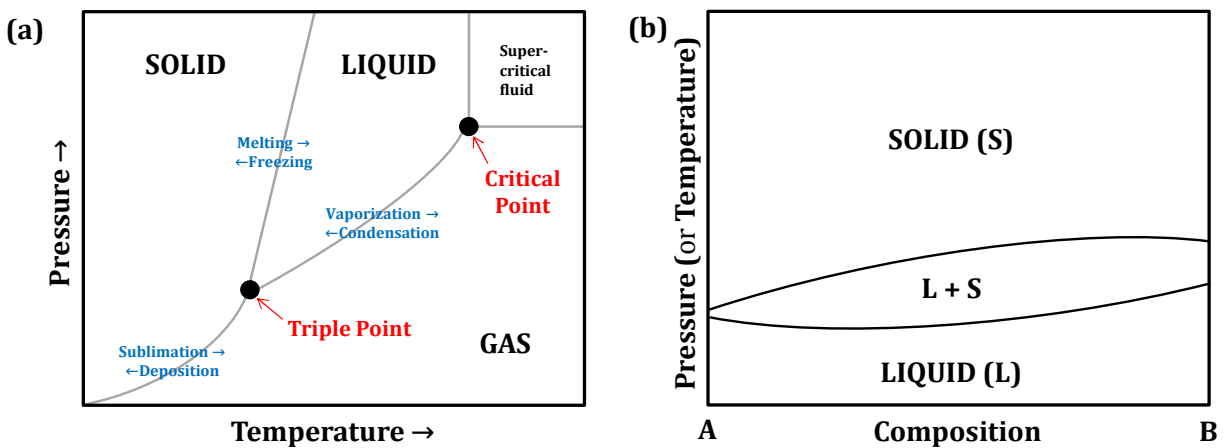 (a)
SOLID
LIQUID
Super-
critical
fluid
Melting →
←Freezing
Critical
Point
Vaporization →
←Condensation
Triple Point
GAS
Sublimation →
←Deposition
Pressure →
Temperature →
(b)
SOLID (S)
L + S
LIQUID (L)
Pressure (or Temperature)
A
Composition
B